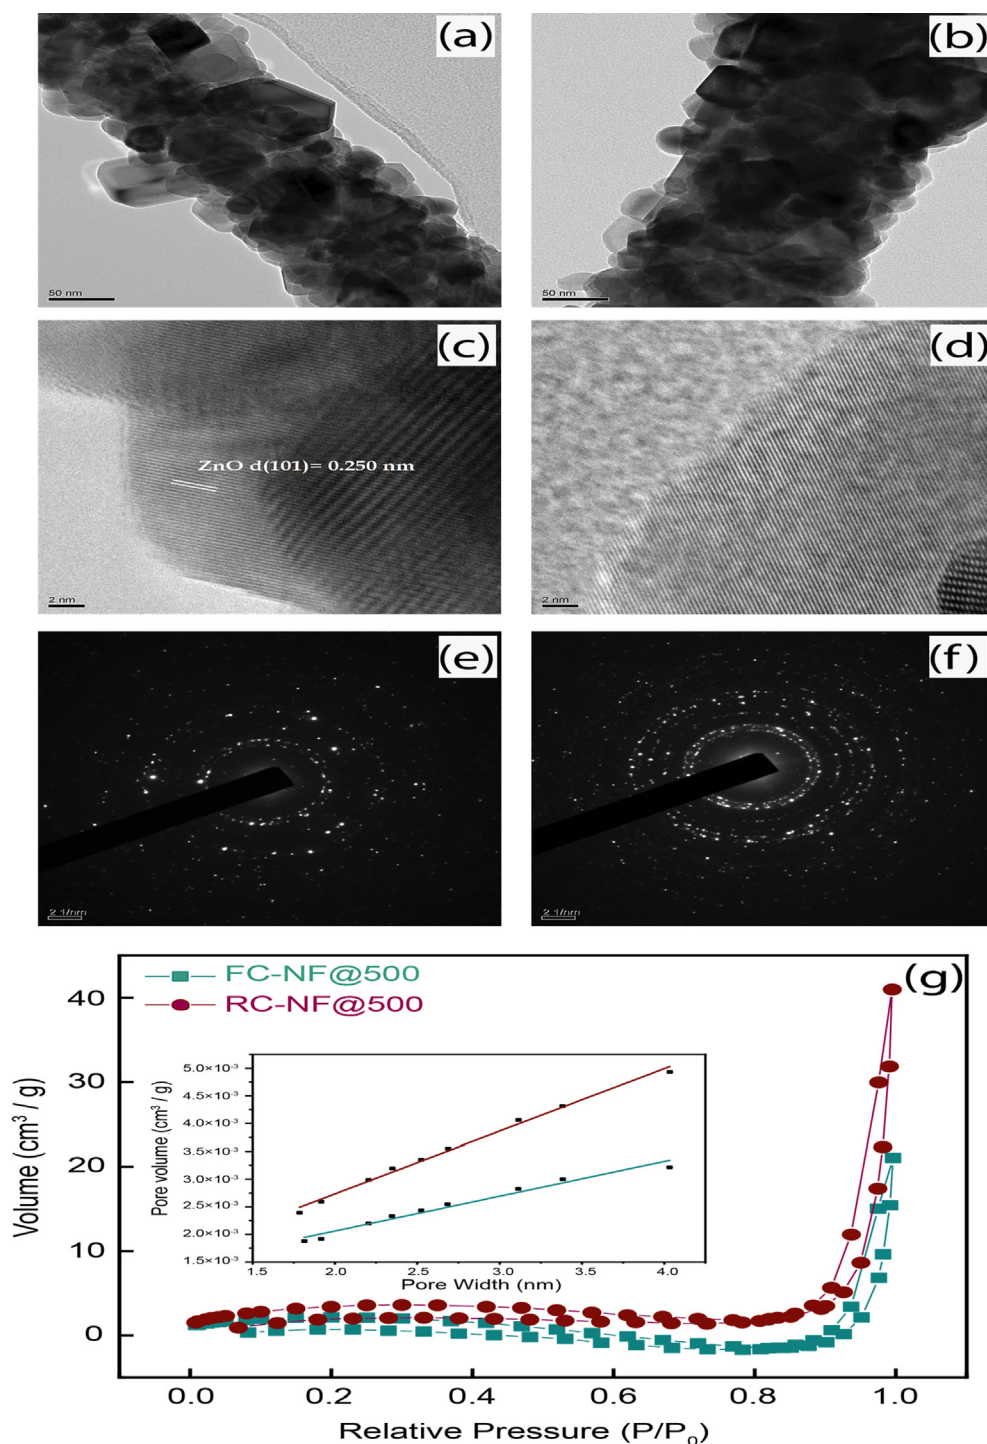 (a)
50 nm
(b)
50 nm
(c)
ZnO d(101)= 0.250 nm
2 nm
(d)
2 nm
(e)
2 1/nm
(f)
2 1/nm
(g)
FC-NF@500
RC-NF@500
Volume (cm³ / g)
40
30
20
10
0
0.0 0.2 0.4 0.6 0.8 1.0
Relative Pressure (P/P₀)
Pore volume (cm³ / g)
5.0×10⁻³
4.5×10⁻³
4.0×10⁻³
3.5×10⁻³
3.0×10⁻³
2.5×10⁻³
2.0×10⁻³
1.5×10⁻³
1.5 2.0 2.5 3.0 3.5 4.0
Pore Width (nm)